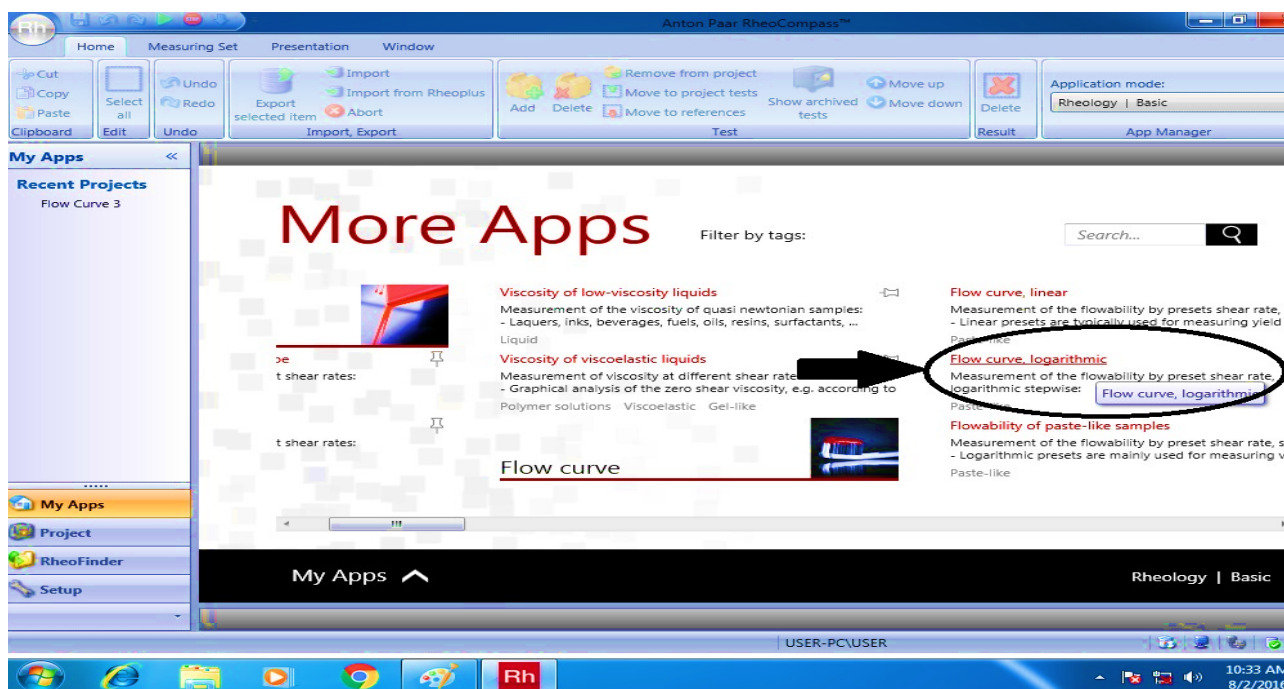 Rh
Anton Paar RheoCompass™
Home Measuring Set Presentation Window
Cut
Copy
Paste
Clipboard
Select all
Edit
Undo
Redo
Undo
Export selected item
Import
Import from Rheoplus
Abort
Import, Export
Add
Delete
Remove from project
Move to project tests
Move to references
Show archived tests
Move up
Move down
Test
Delete
Result
Application mode:
Rheology | Basic
App Manager
My Apps «
Recent Projects
Flow Curve 3
More Apps
Filter by tags:
Search...
t shear rates:
t shear rates:
Viscosity of low-viscosity liquids
Measurement of the viscosity of quasi newtonian samples:
- Laquers, inks, beverages, fuels, oils, resins, surfactants, ...
Liquid
Viscosity of viscoelastic liquids
Measurement of viscosity at different shear rate
- Graphical analysis of the zero shear viscosity, e.g. according to
Polymer solutions Viscoelastic Gel-like
Flow curve
Flow curve, linear
Measurement of the flowability by presets shear rate,
- Linear presets are typically used for measuring yield
Paste-like
Flow curve, logarithmic
Measurement of the flowability by preset shear rate,
logarithmic stepwise:
Flow curve, logarithmic
Paste-like
Flowability of paste-like samples
Measurement of the flowability by preset shear rate, s
- Logarithmic presets are mainly used for measuring v
Paste-like
My Apps
Project
RheoFinder
Setup
My Apps
Rheology | Basic
USER-PC\USER
Rh
10:33 AM
8/2/201